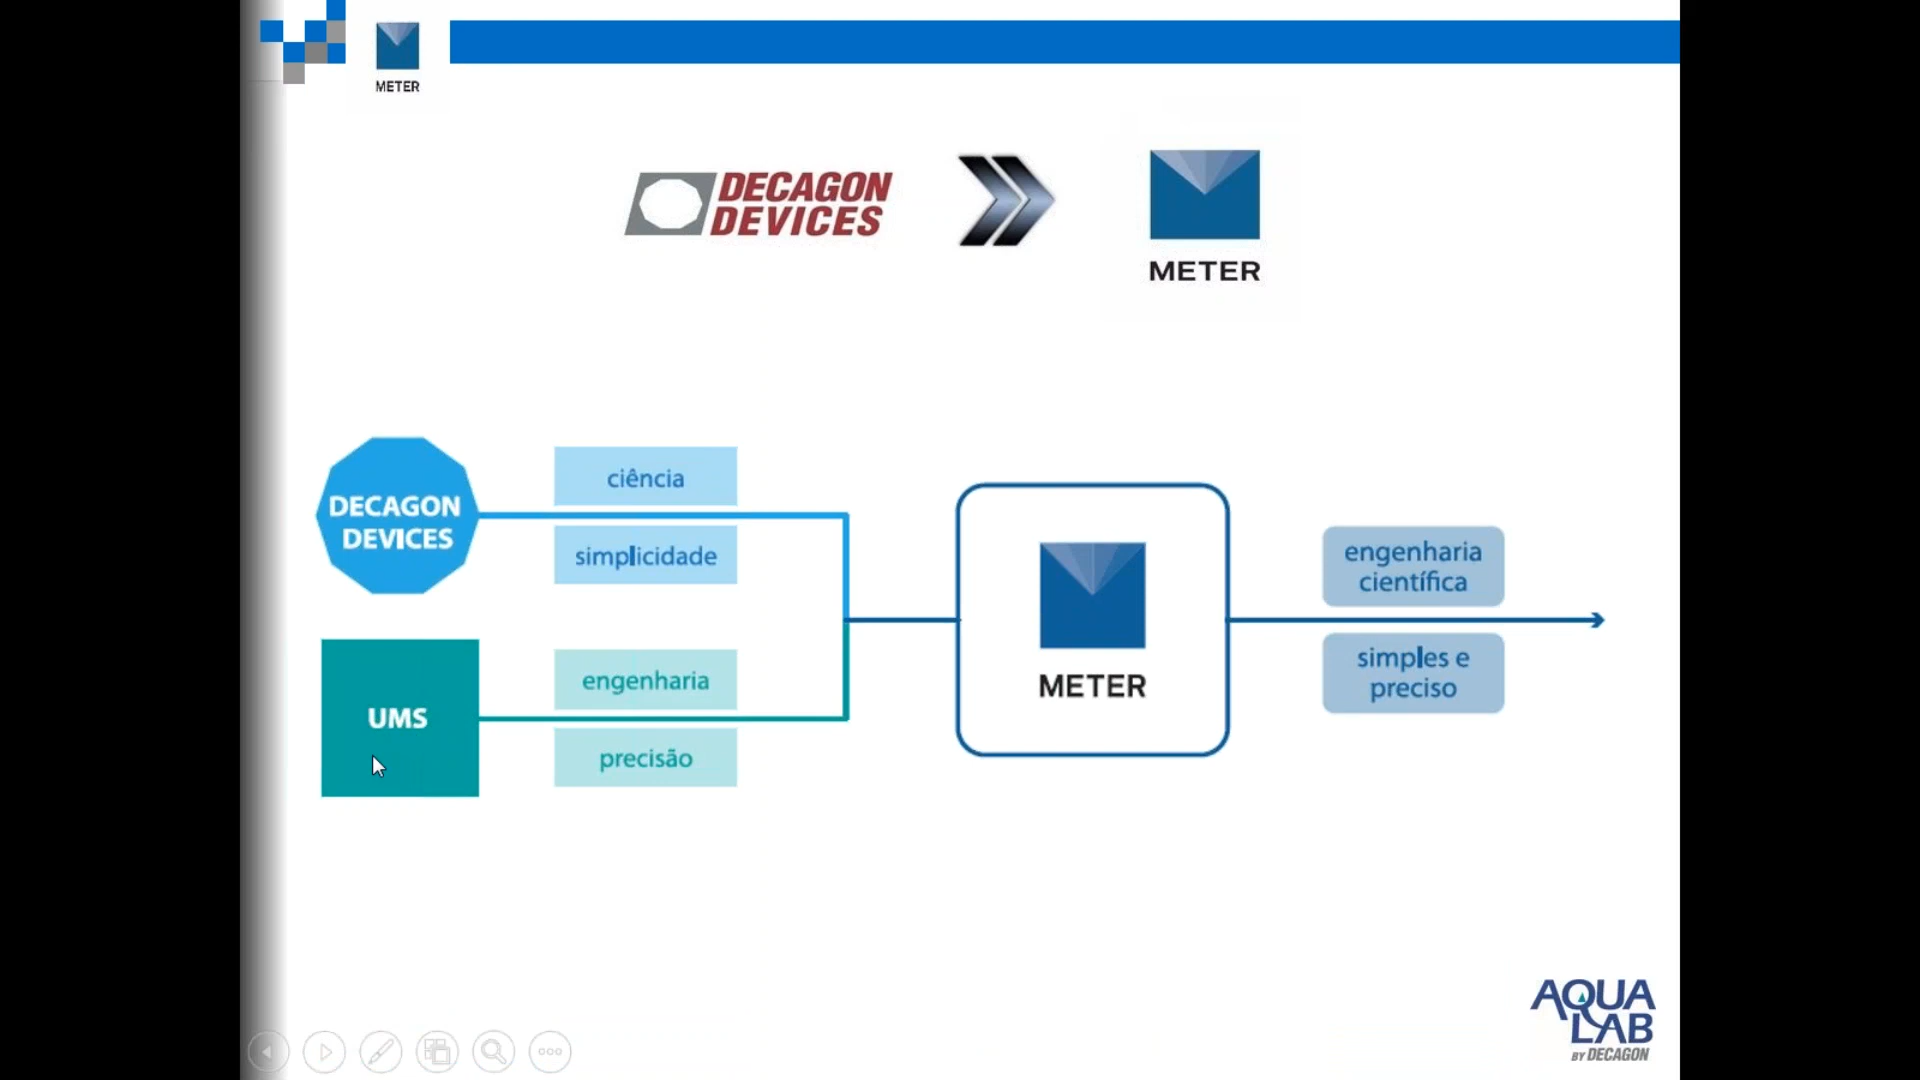 METER
DECAGON
DEVICES
METER
DECAGON
DEVICES
ciência
simplicidade
UMS
engenharia
precisão
METER
engenharia
científica
simples e
preciso
AQUA
LAB
BY DECAGON